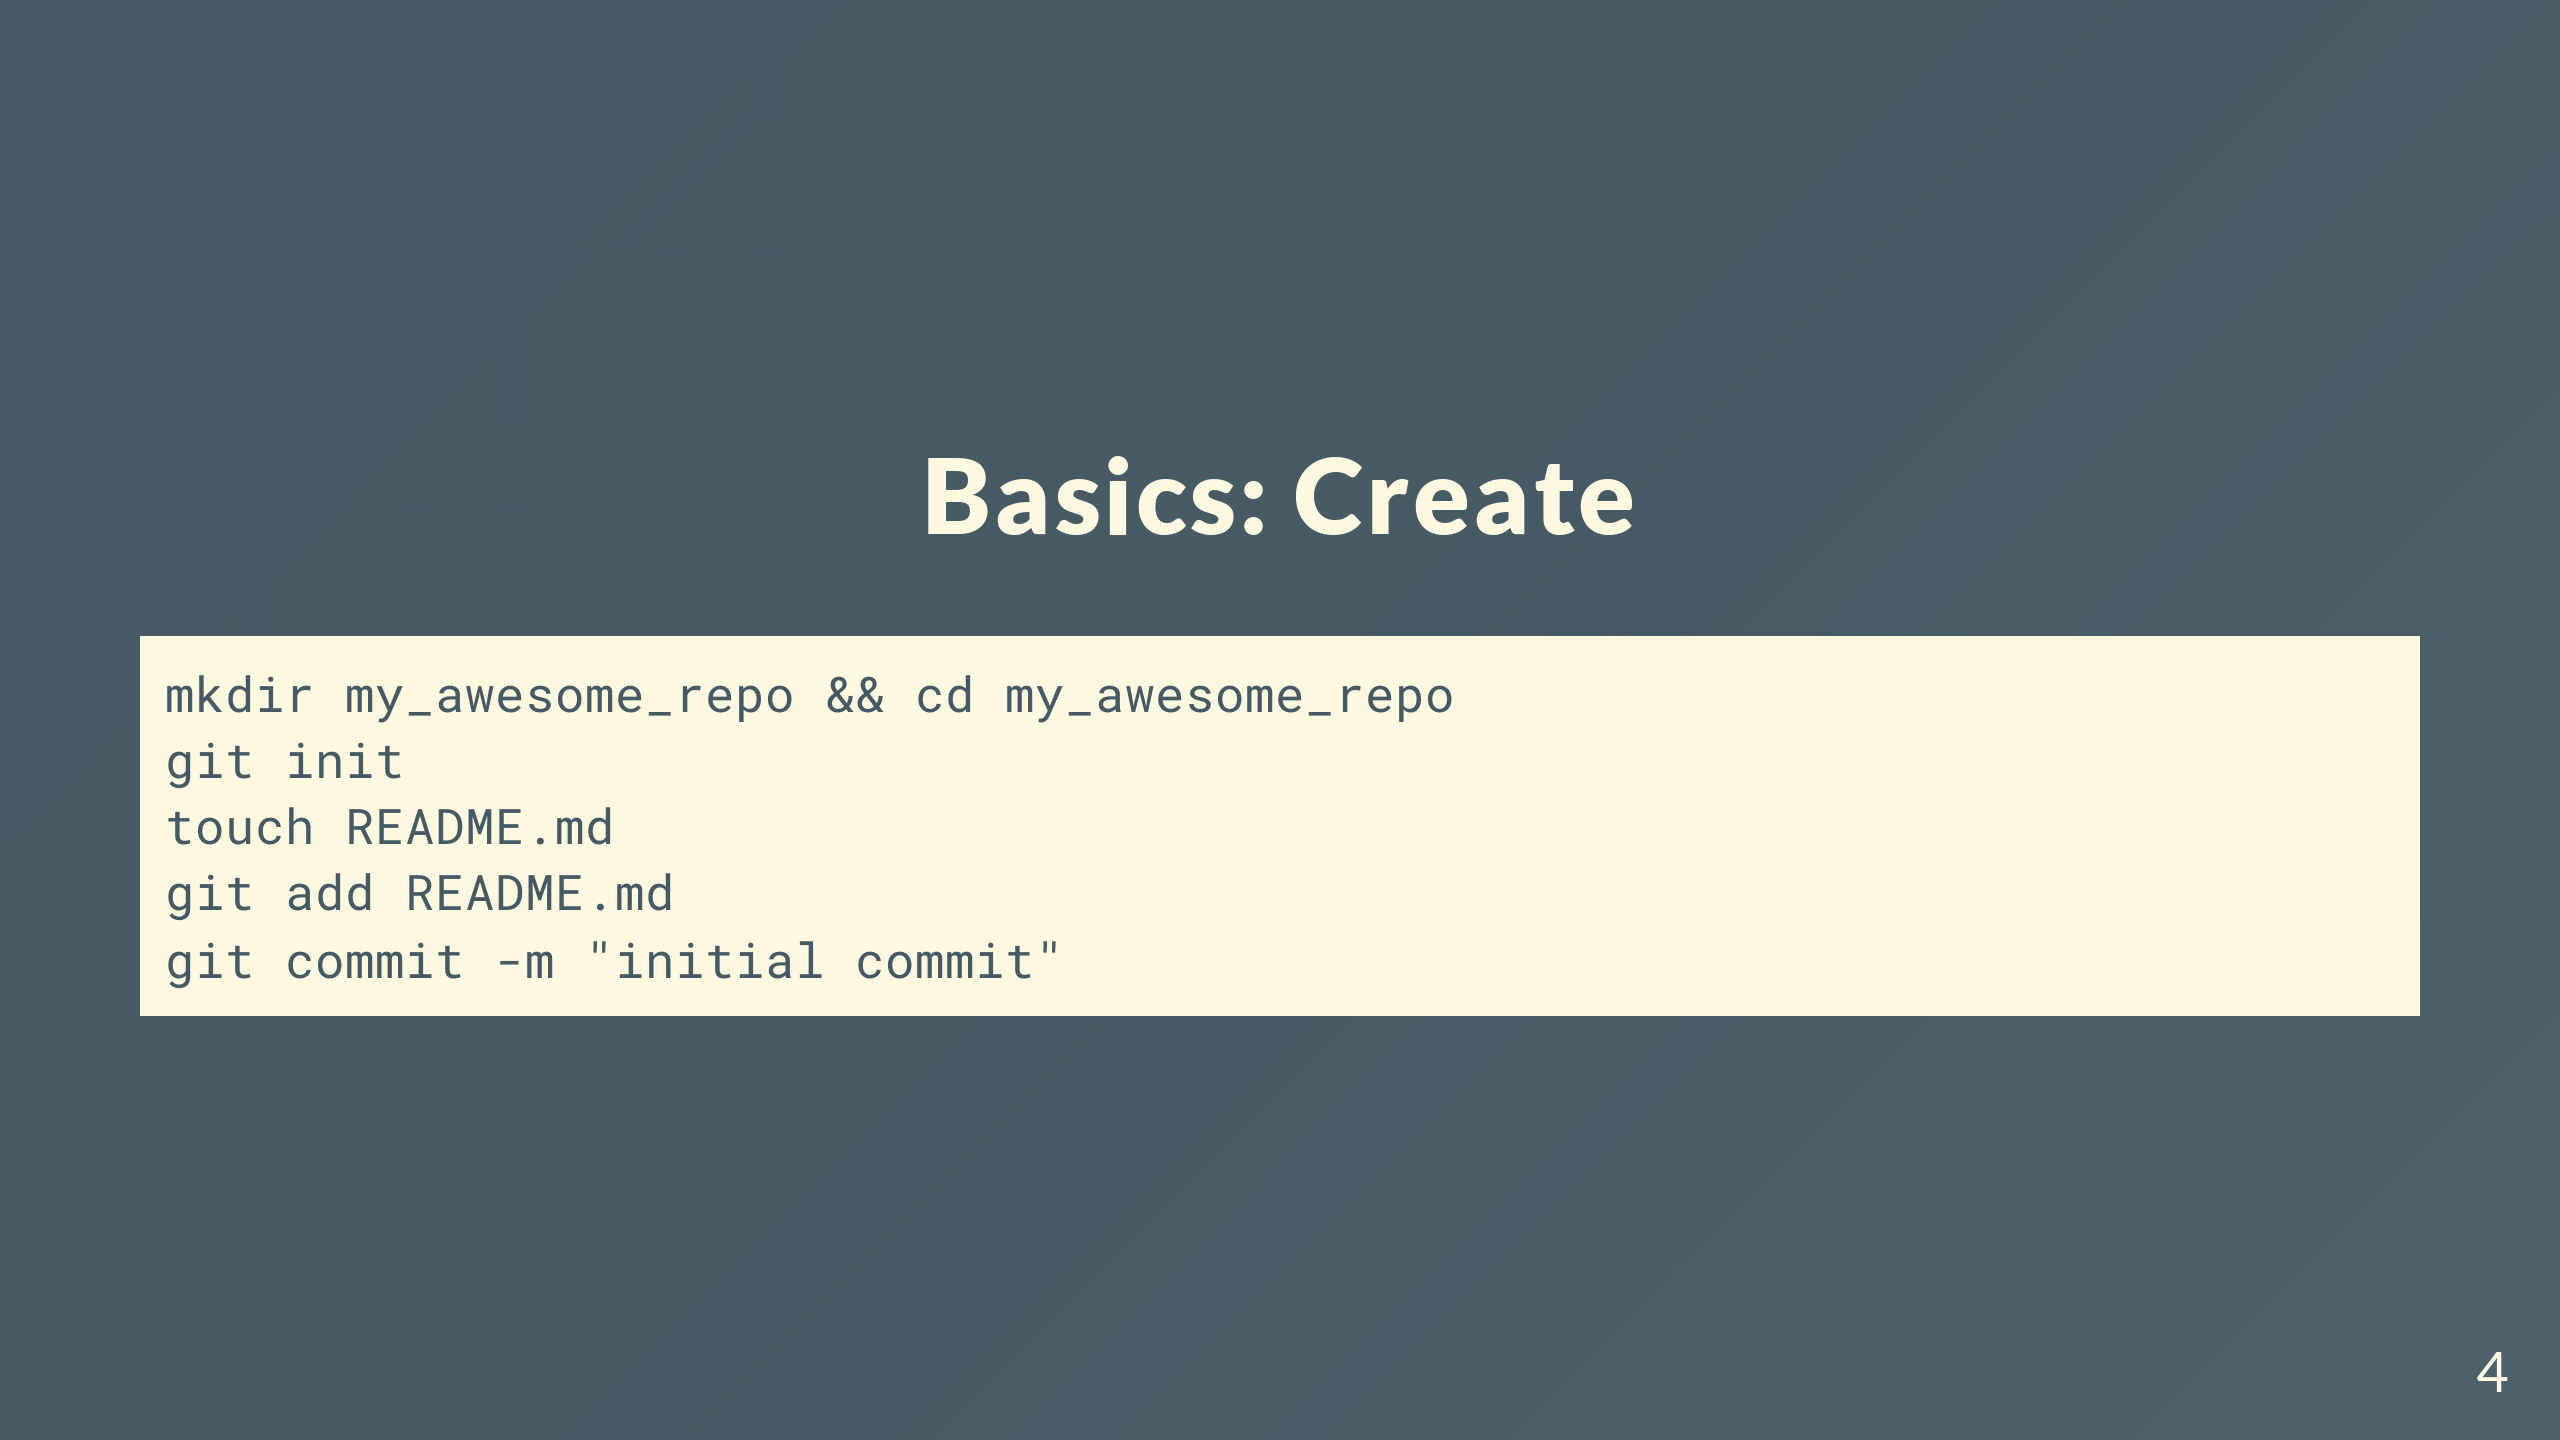 Basics: Create
mkdir my_awesome_repo && cd my_awesome_repo
git init
touch README.md
git add README.md
git commit -m "initial commit"
4